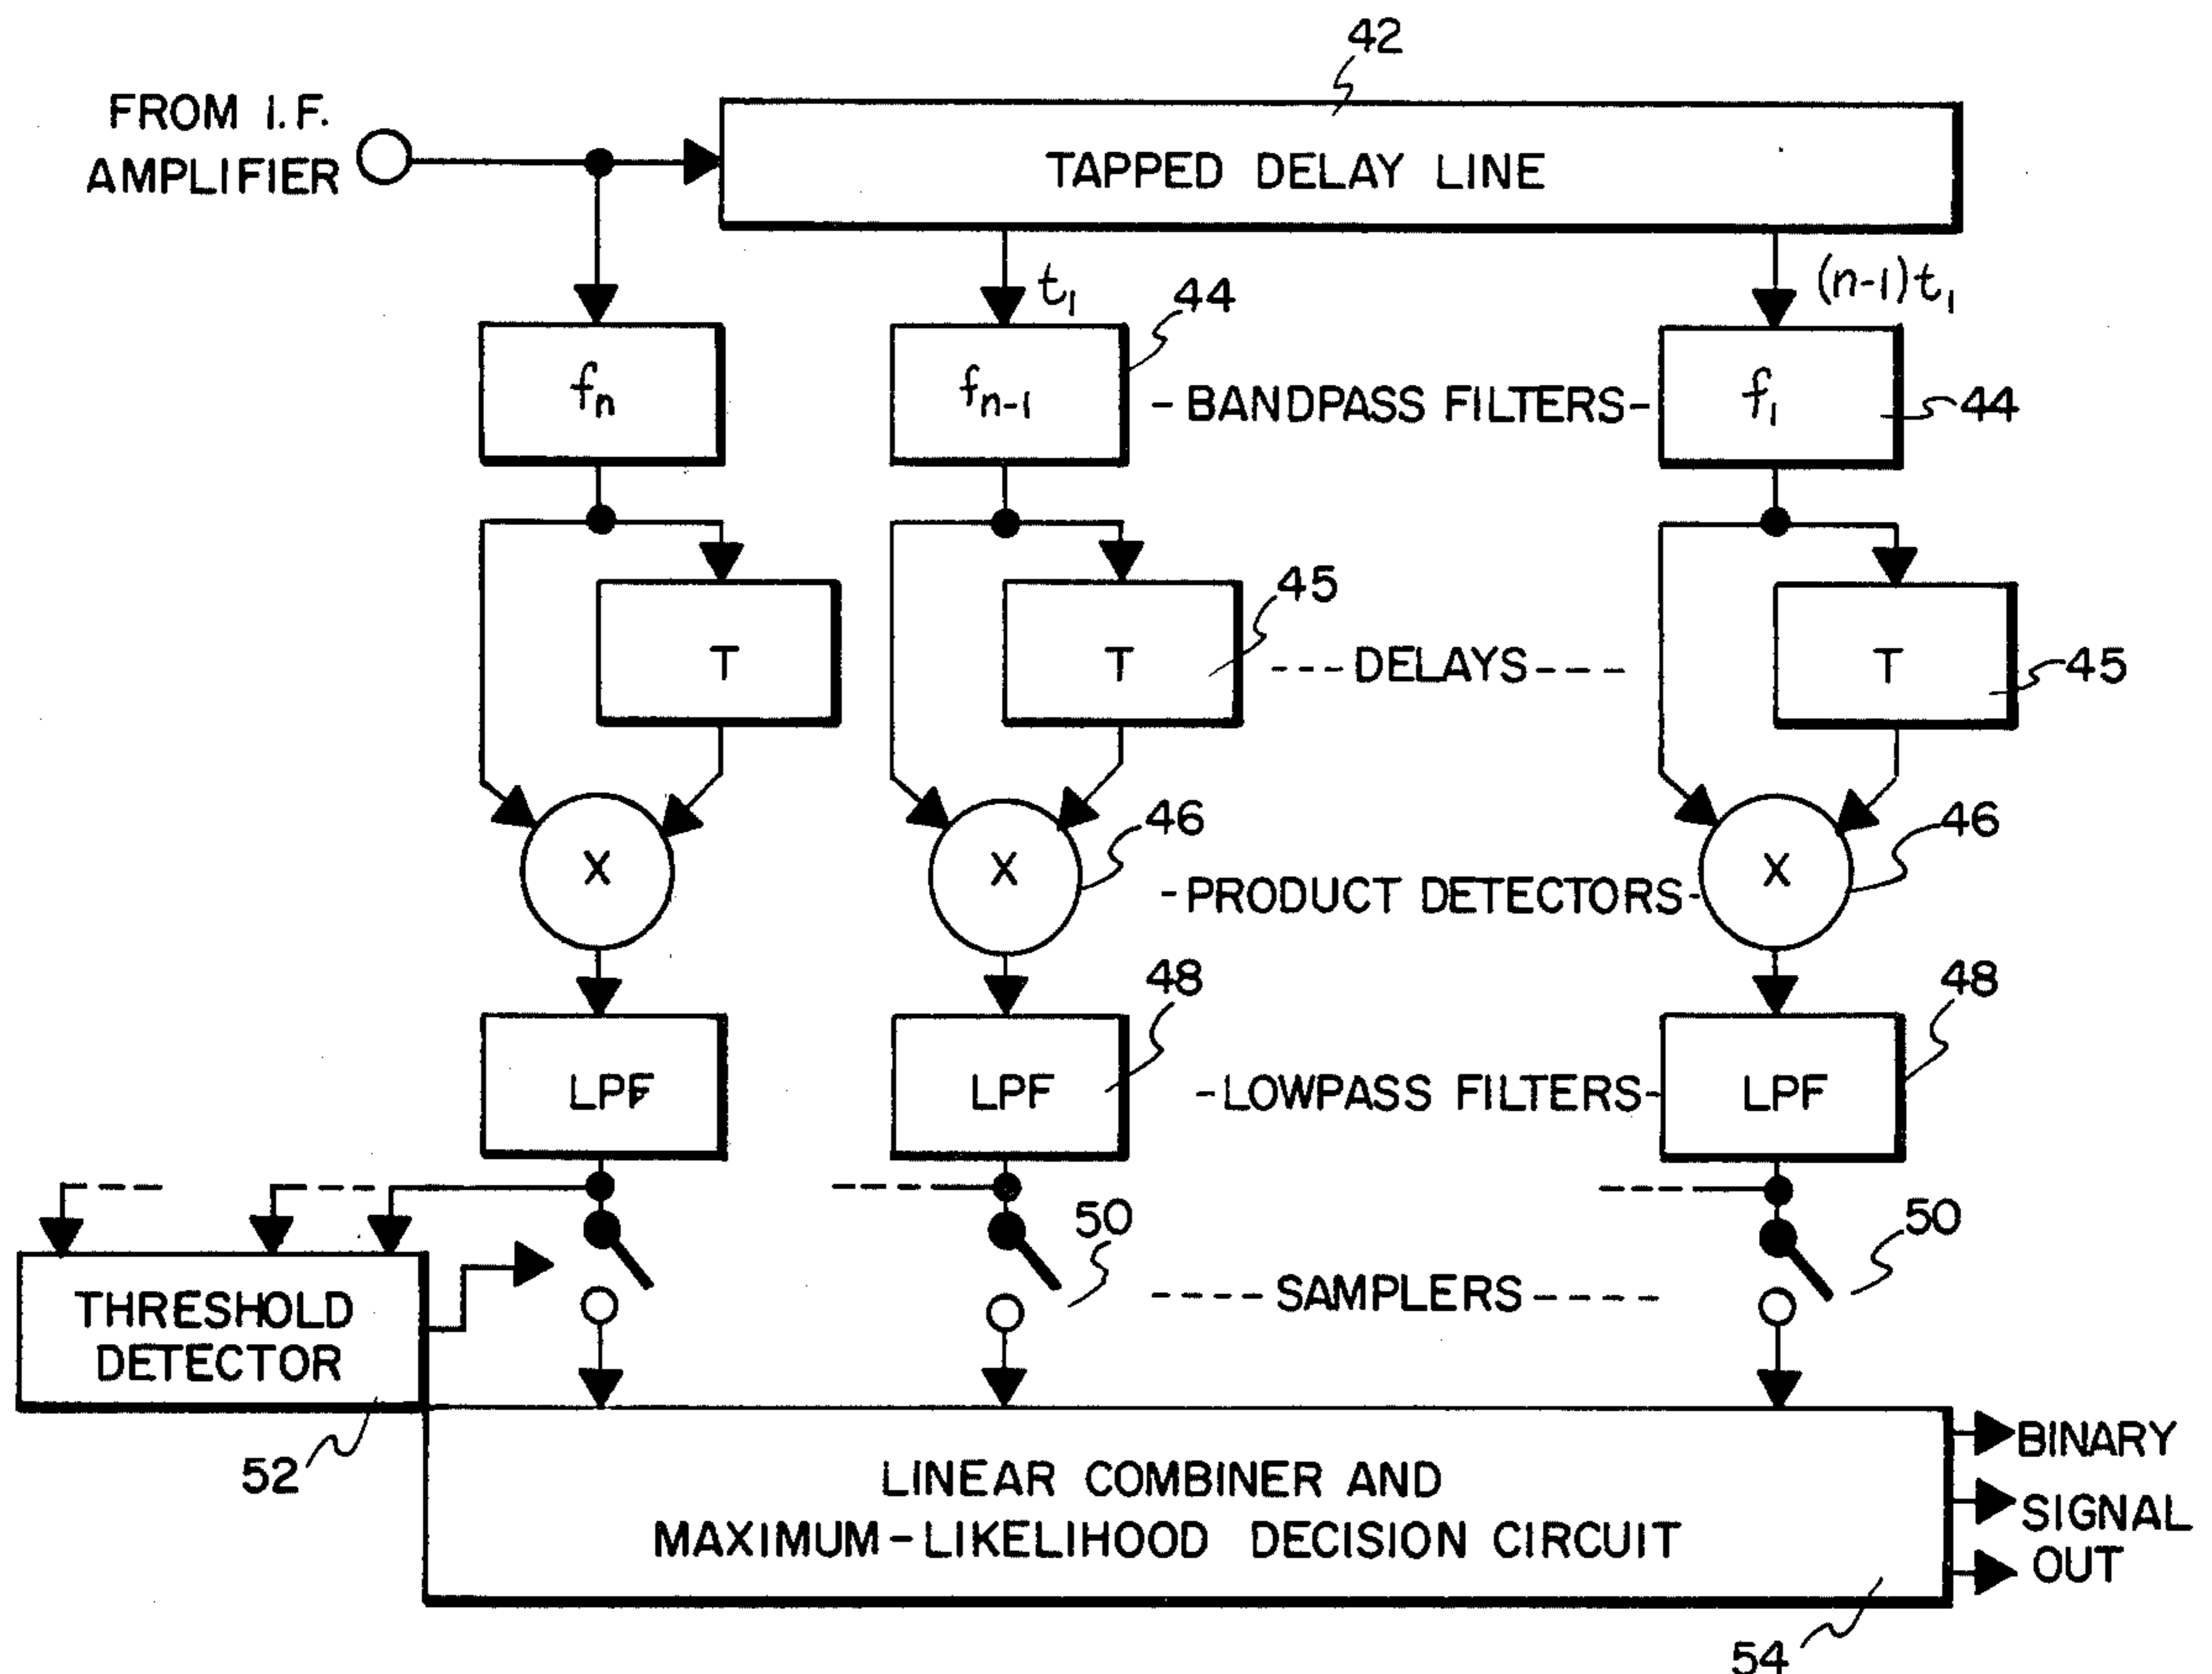 42
FROM I.F.
AMPLIFIER
TAPPED DELAY LINE
t₁
(n-1)t₁
44
fₙ
fₙ₋₁
-BANDPASS FILTERS-
f₁
44
45
T
T
---DELAYS---
T
45
46
46
X
X
-PRODUCT DETECTORS-
X
48
48
LPF
LPF
-LOWPASS FILTERS-
LPF
50
50
THRESHOLD
DETECTOR
----SAMPLERS----
52
LINEAR COMBINER AND
MAXIMUM-LIKELIHOOD DECISION CIRCUIT
BINARY
SIGNAL
OUT
54